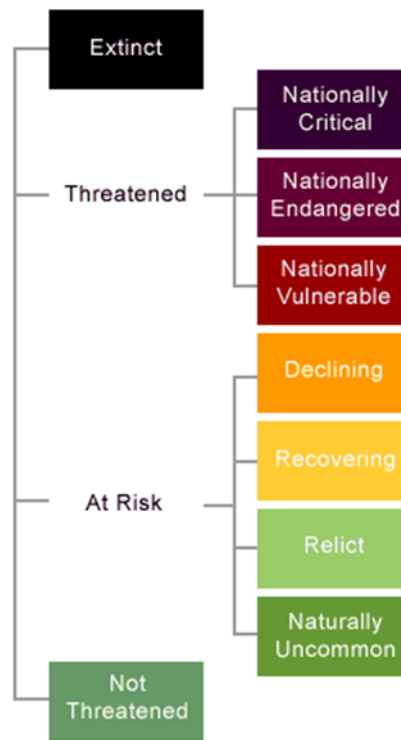 Extinct
Threatened
Nationally
Critical
Nationally
Endangered
Nationally
Vulnerable
At Risk
Declining
Recovering
Relict
Naturally
Uncommon
Not
Threatened